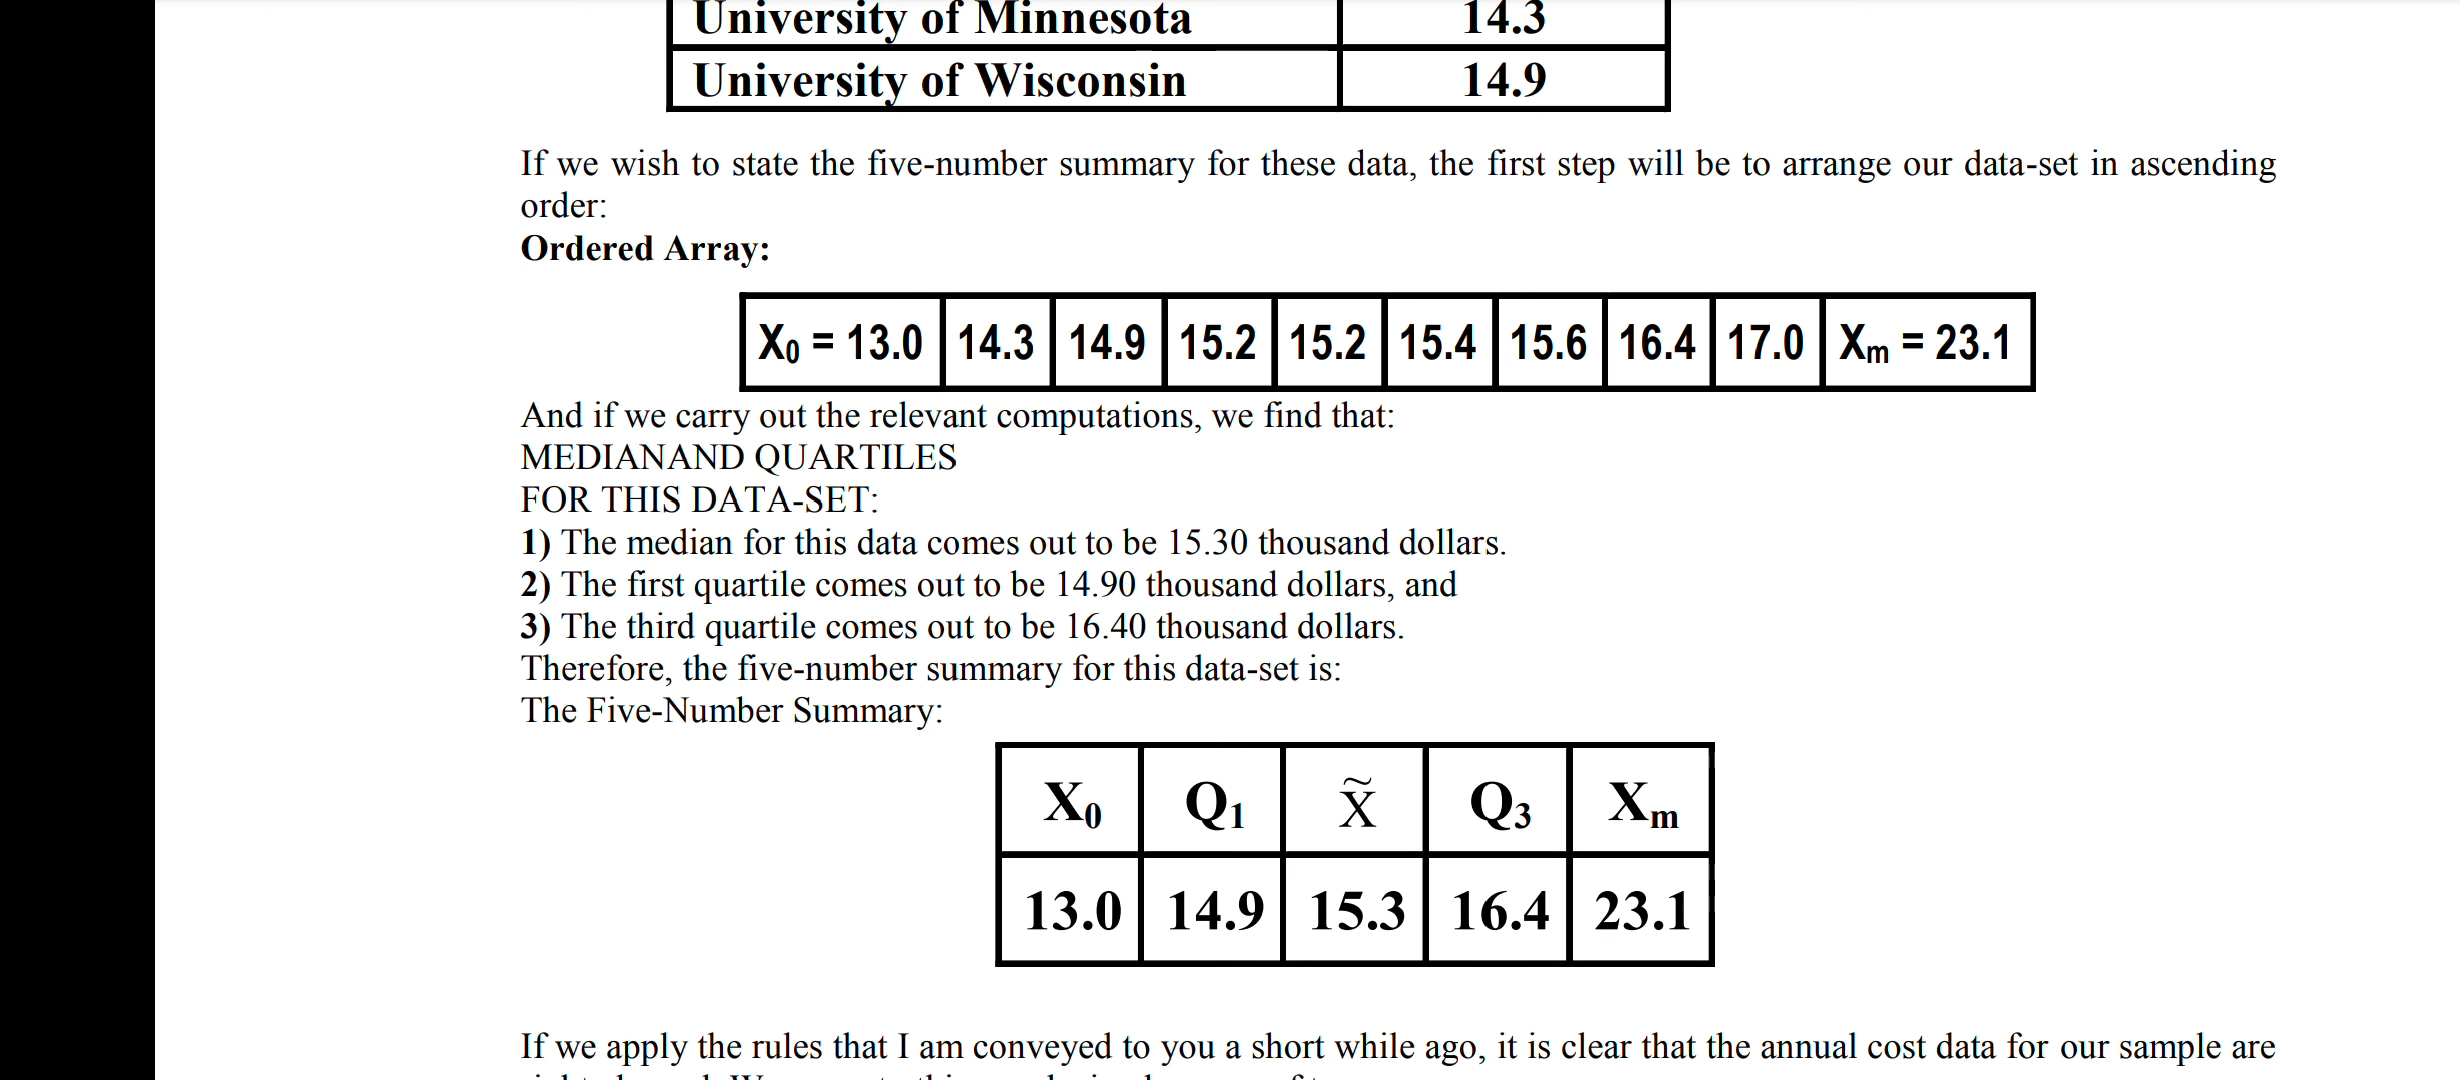 University of Minnesota 14.3
University of Wisconsin 14.9
If we wish to state the five-number summary for these data, the first step will be to arrange our data-set in ascending
order:
Ordered Array:
X0 = 13.0 14.3 14.9 15.2 15.2 15.4 15.6 16.4 17.0 Xm = 23.1
And if we carry out the relevant computations, we find that:
MEDIANAND QUARTILES
FOR THIS DATA-SET:
1) The median for this data comes out to be 15.30 thousand dollars.
2) The first quartile comes out to be 14.90 thousand dollars, and
3) The third quartile comes out to be 16.40 thousand dollars.
Therefore, the five-number summary for this data-set is:
The Five-Number Summary:
X0 Q1 X̃ Q3 Xm
13.0 14.9 15.3 16.4 23.1
If we apply the rules that I am conveyed to you a short while ago, it is clear that the annual cost data for our sample are